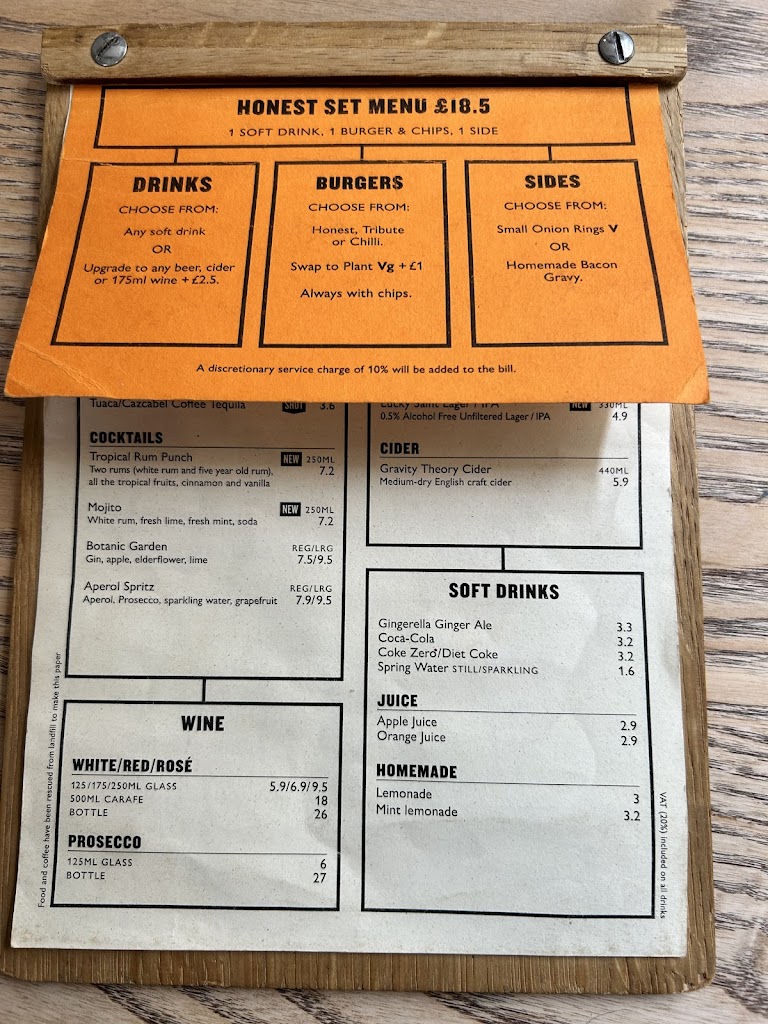 HONEST SET MENU £18.5
1 SOFT DRINK, 1 BURGER & CHIPS, 1 SIDE
DRINKS
CHOOSE FROM:
Any soft drink
OR
Upgrade to any beer, cider
or 175ml wine + £2.5.
BURGERS
CHOOSE FROM:
Honest, Tribute
or Chilli.
Swap to Plant Vg + £1
Always with chips.
SIDES
CHOOSE FROM:
Small Onion Rings V
OR
Homemade Bacon
Gravy.
A discretionary service charge of 10% will be added to the bill.
Tuaca/Cazcabel Coffee Tequila SHOT 3.6
COCKTAILS
Tropical Rum Punch NEW 250ML
Two rums (white rum and five year old rum), 7.2
all the tropical fruits, cinnamon and vanilla
Mojito NEW 250ML
White rum, fresh lime, fresh mint, soda 7.2
Botanic Garden REG/LRG
Gin, apple, elderflower, lime 7.5/9.5
Aperol Spritz REG/LRG
Aperol, Prosecco, sparkling water, grapefruit 7.9/9.5
WINE
WHITE/RED/ROSÉ
125/175/250ML GLASS 5.9/6.9/9.5
500ML CARAFE 18
BOTTLE 26
PROSECCO
125ML GLASS 6
BOTTLE 27
Lucky Saint Lager / IPA NEW 330ML
0.5% Alcohol Free Unfiltered Lager / IPA 4.9
CIDER
Gravity Theory Cider 440ML
Medium-dry English craft cider 5.9
SOFT DRINKS
Gingerella Ginger Ale 3.3
Coca-Cola 3.2
Coke Zero/Diet Coke 3.2
Spring Water STILL/SPARKLING 1.6
JUICE
Apple Juice 2.9
Orange Juice 2.9
HOMEMADE
Lemonade 3
Mint lemonade 3.2
Food and coffee have been rescued from landfill to make this paper
VAT (20%) included on all drinks